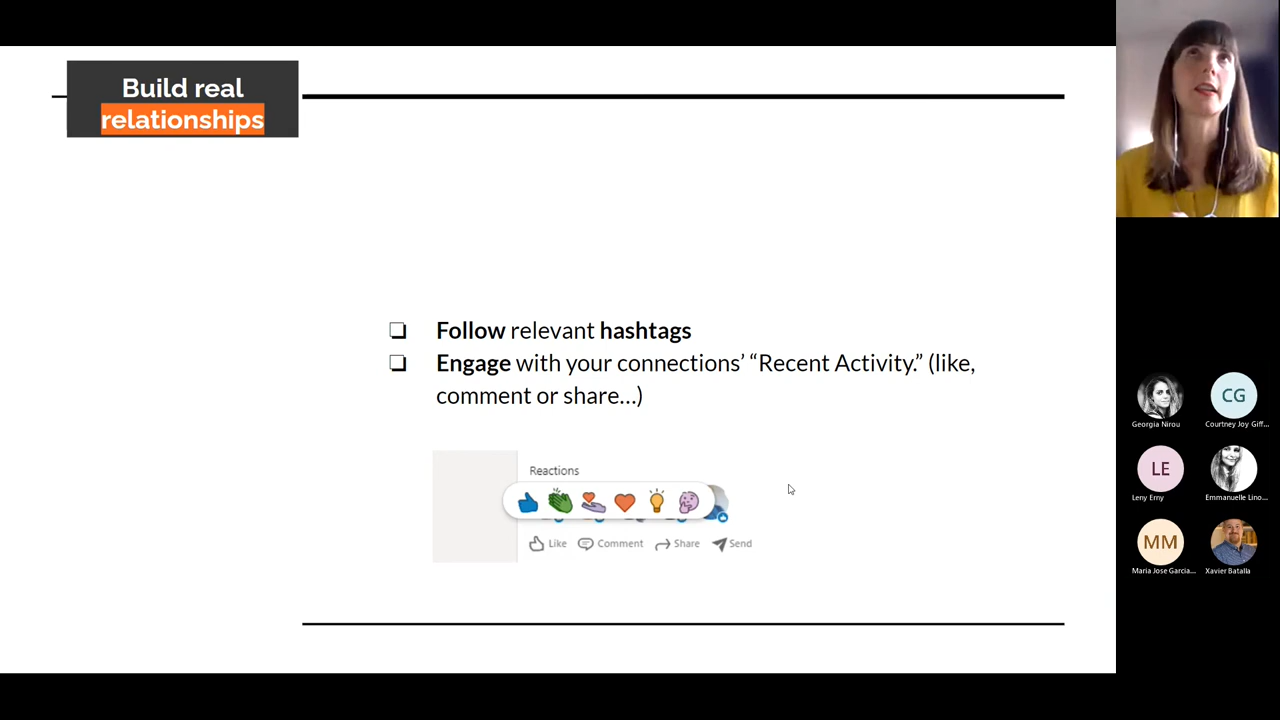 Build real
relationships
Follow relevant hashtags
Engage with your connections’ “Recent Activity.” (like,
comment or share…)
Reactions
Like Comment Share Send
Georgia Nirou
CG
Courtney Joy Giff...
LE
Leny Erny
Emmanuelle Lino...
MM
Maria Jose Garcia...
Xavier Batalla